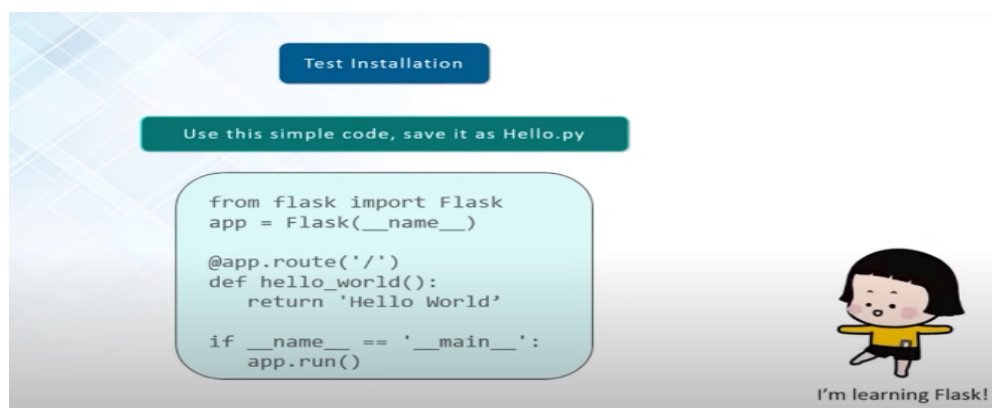 Test Installation
Use this simple code, save it as Hello.py
from flask import Flask
app = Flask(__name__)
@app.route('/')
def hello_world():
   return 'Hello World’
if __name__ == '__main__':
   app.run()
I'm learning Flask!